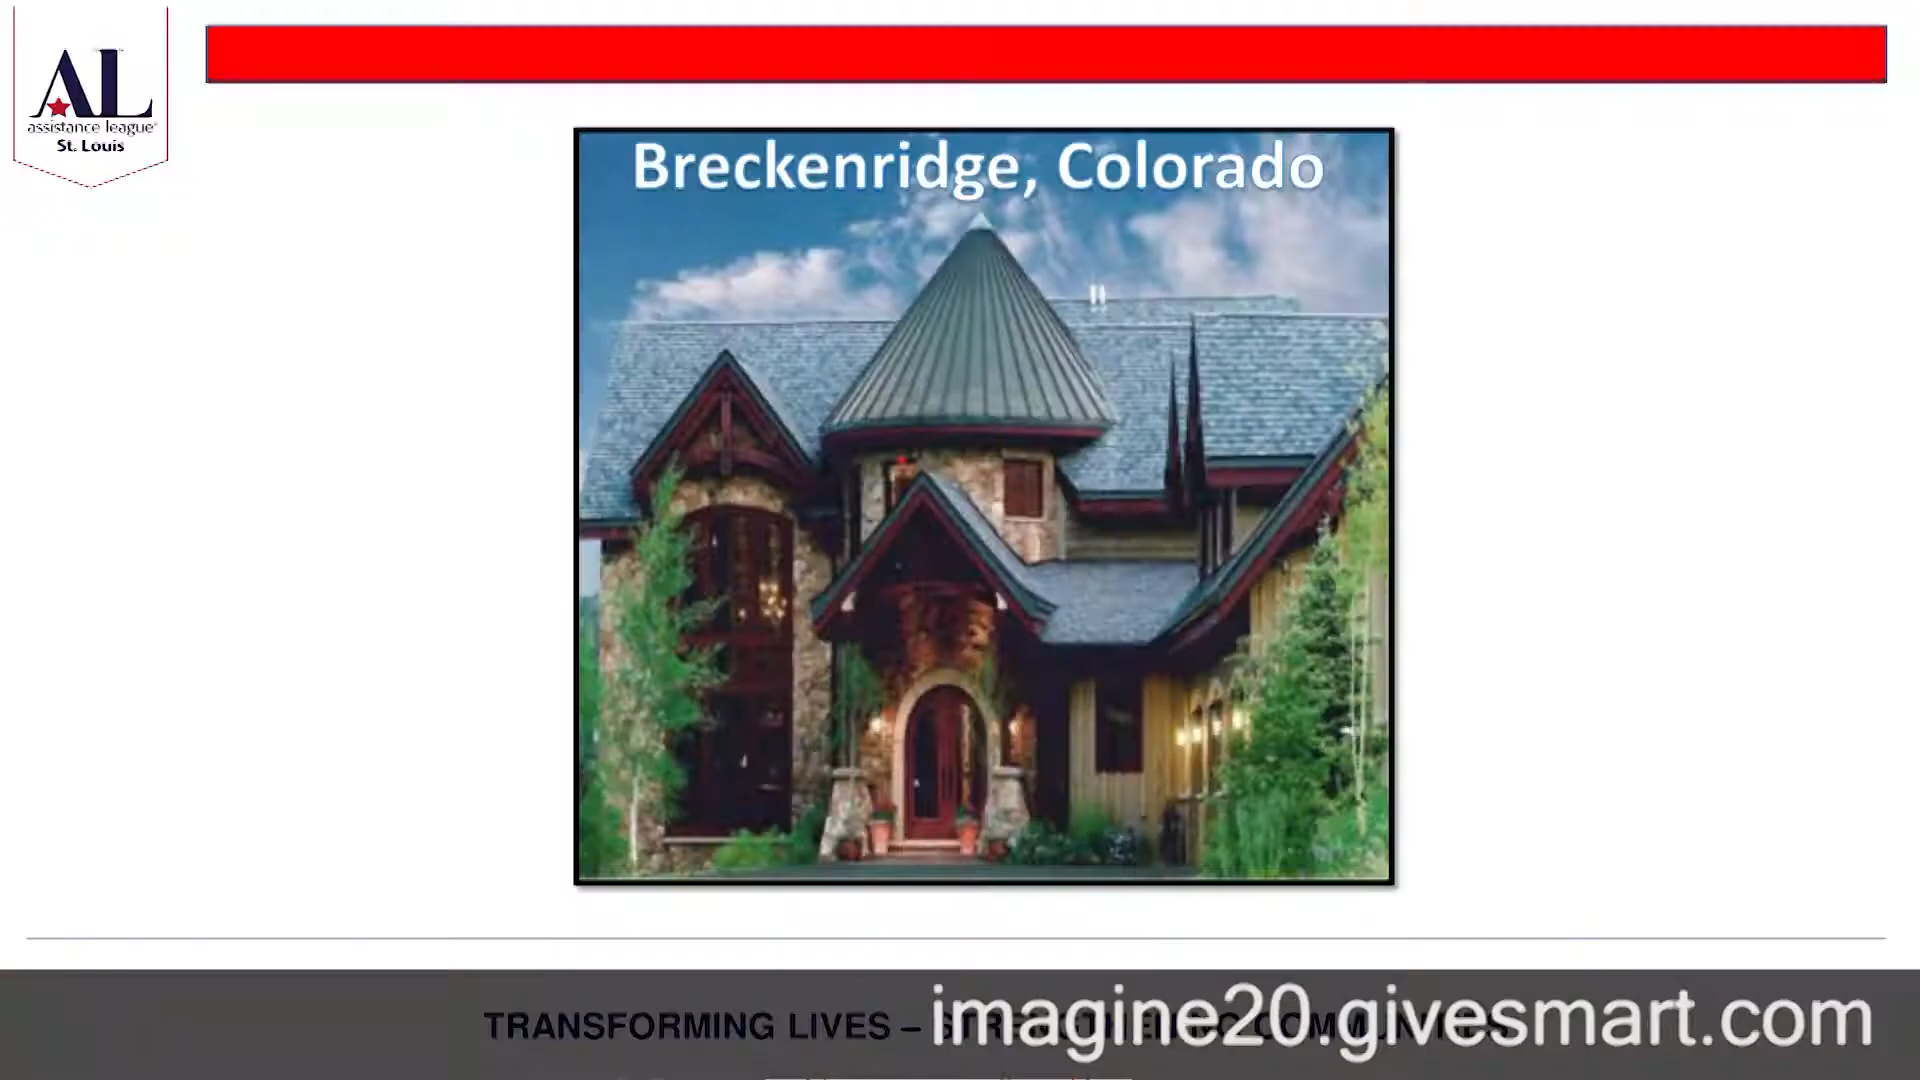 AL
assistance league®
St. Louis
Breckenridge, Colorado
TRANSFORMING LIVES –
imagine20.givesmart.com